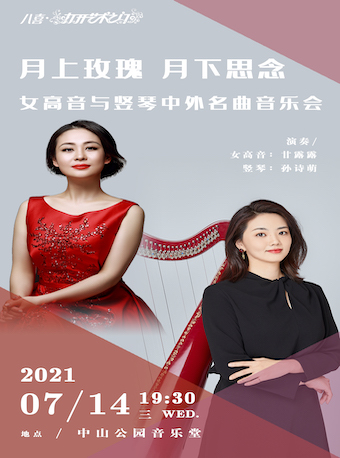 八喜·打开艺术之门
月上玫瑰 月下思念
女高音与竖琴中外名曲音乐会
演奏/
女高音：甘露露
竖琴：孙诗萌
2021
07/14 19:30
三 WED.
地点 / 中山公园音乐堂